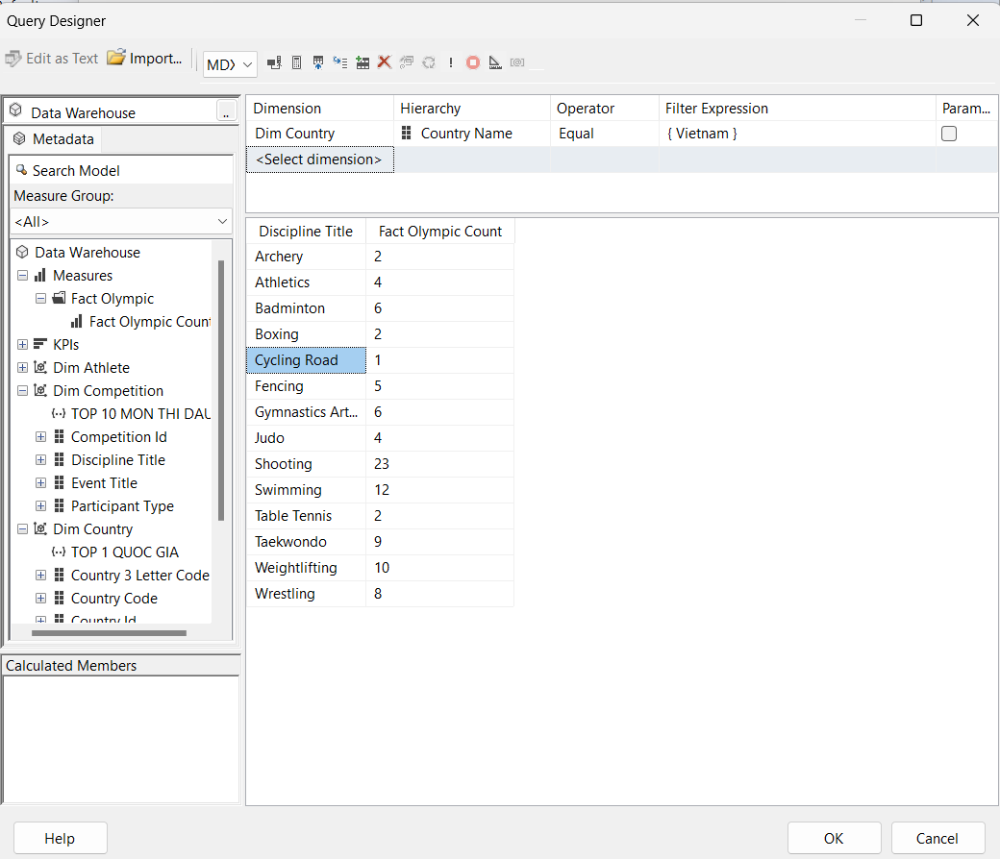 Query Designer
Edit as Text
Import...
MDX
Data Warehouse
..
Metadata
Search Model
Measure Group:
<All>
Data Warehouse
Measures
Fact Olympic
Fact Olympic Count
KPIs
Dim Athlete
Dim Competition
TOP 10 MON THI DAU
Competition Id
Discipline Title
Event Title
Participant Type
Dim Country
TOP 1 QUOC GIA
Country 3 Letter Code
Country Code
Country Id
Calculated Members
Dimension Hierarchy Operator Filter Expression Param...
Dim Country Country Name Equal { Vietnam }
<Select dimension>
Discipline Title Fact Olympic Count
Archery 2
Athletics 4
Badminton 6
Boxing 2
Cycling Road 1
Fencing 5
Gymnastics Art... 6
Judo 4
Shooting 23
Swimming 12
Table Tennis 2
Taekwondo 9
Weightlifting 10
Wrestling 8
Help
OK
Cancel